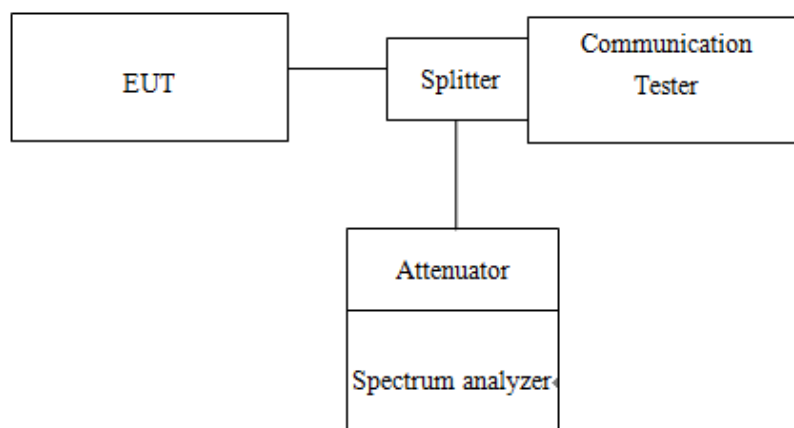 EUT
Splitter
Communication
Tester
Attenuator
Spectrum analyzer